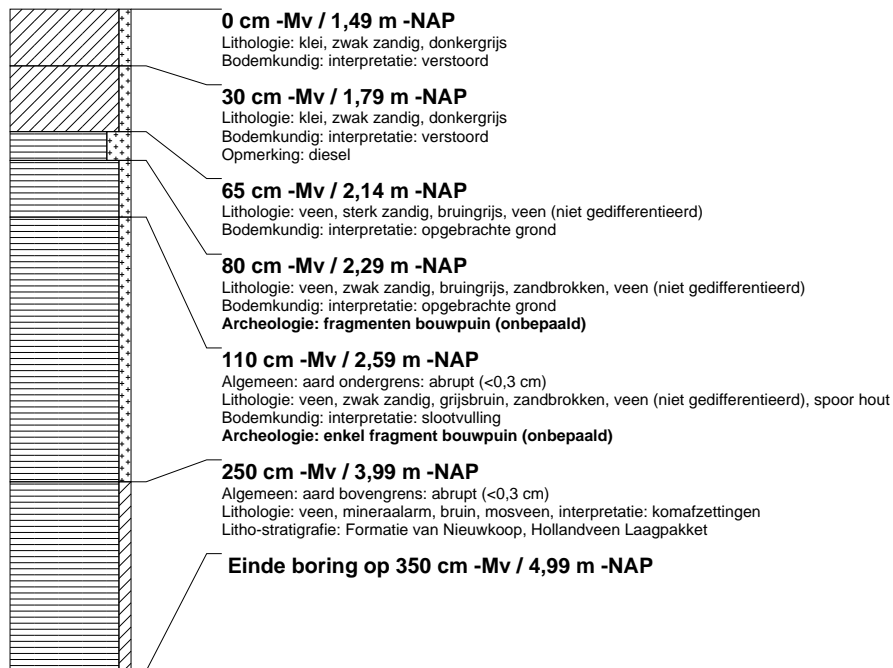 0 cm -Mv / 1,49 m -NAP
Lithologie: klei, zwak zandig, donkergrijs
Bodemkundig: interpretatie: verstoord
30 cm -Mv / 1,79 m -NAP
Lithologie: klei, zwak zandig, donkergrijs
Bodemkundig: interpretatie: verstoord
Opmerking: diesel
65 cm -Mv / 2,14 m -NAP
Lithologie: veen, sterk zandig, bruingrijs, veen (niet gedifferentieerd)
Bodemkundig: interpretatie: opgebrachte grond
80 cm -Mv / 2,29 m -NAP
Lithologie: veen, zwak zandig, bruingrijs, zandbrokken, veen (niet gedifferentieerd)
Bodemkundig: interpretatie: opgebrachte grond
Archeologie: fragmenten bouwpuin (onbepaald)
110 cm -Mv / 2,59 m -NAP
Algemeen: aard ondergrens: abrupt (<0,3 cm)
Lithologie: veen, zwak zandig, grijsbruin, zandbrokken, veen (niet gedifferentieerd), spoor hout
Bodemkundig: interpretatie: slootvulling
Archeologie: enkel fragment bouwpuin (onbepaald)
250 cm -Mv / 3,99 m -NAP
Algemeen: aard bovengrens: abrupt (<0,3 cm)
Lithologie: veen, mineraalarm, bruin, mosveen, interpretatie: komafzettingen
Litho-stratigrafie: Formatie van Nieuwkoop, Hollandveen Laagpakket
Einde boring op 350 cm -Mv / 4,99 m -NAP